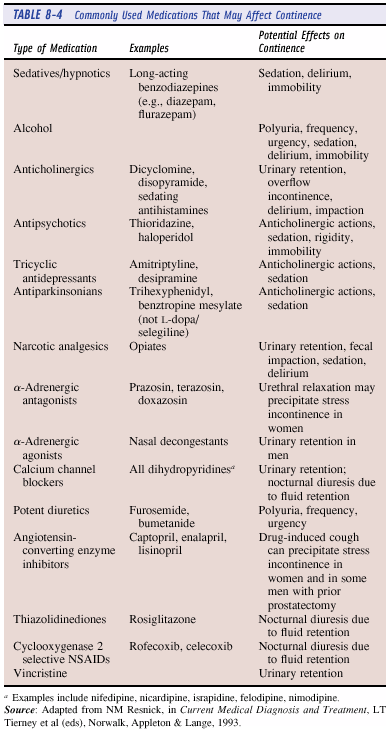 TABLE 8-4 Commonly Used Medications That May Affect Continence
Type of Medication Examples Potential Effects on Continence
Sedatives/hypnotics Long-acting Sedation, delirium,
benzodiazepines immobility
(e.g., diazepam,
flurazepam)
Alcohol Polyuria, frequency,
urgency, sedation,
delirium, immobility
Anticholinergics Dicyclomine, Urinary retention,
disopyramide, overflow
sedating incontinence,
antihistamines delirium, impaction
Antipsychotics Thioridazine, Anticholinergic actions,
haloperidol sedation, rigidity,
immobility
Tricyclic Amitriptyline, Anticholinergic actions,
antidepressants desipramine sedation
Antiparkinsonians Trihexyphenidyl, Anticholinergic actions,
benztropine mesylate sedation
(not L-dopa/
selegiline)
Narcotic analgesics Opiates Urinary retention, fecal
impaction, sedation,
delirium
α-Adrenergic Prazosin, terazosin, Urethral relaxation may
antagonists doxazosin precipitate stress
incontinence in
women
α-Adrenergic Nasal decongestants Urinary retention in
agonists men
Calcium channel All dihydropyridinesᵃ Urinary retention;
blockers nocturnal diuresis due
to fluid retention
Potent diuretics Furosemide, Polyuria, frequency,
bumetanide urgency
Angiotensin- Captopril, enalapril, Drug-induced cough
converting enzyme lisinopril can precipitate stress
inhibitors incontinence in
women and in some
men with prior
prostatectomy
Thiazolidinediones Rosiglitazone Nocturnal diuresis due
to fluid retention
Cyclooxygenase 2 Rofecoxib, celecoxib Nocturnal diuresis due
selective NSAIDs to fluid retention
Vincristine Urinary retention
ᵃ Examples include nifedipine, nicardipine, israpidine, felodipine, nimodipine.
Source: Adapted from NM Resnick, in Current Medical Diagnosis and Treatment, LT
Tierney et al (eds), Norwalk, Appleton & Lange, 1993.